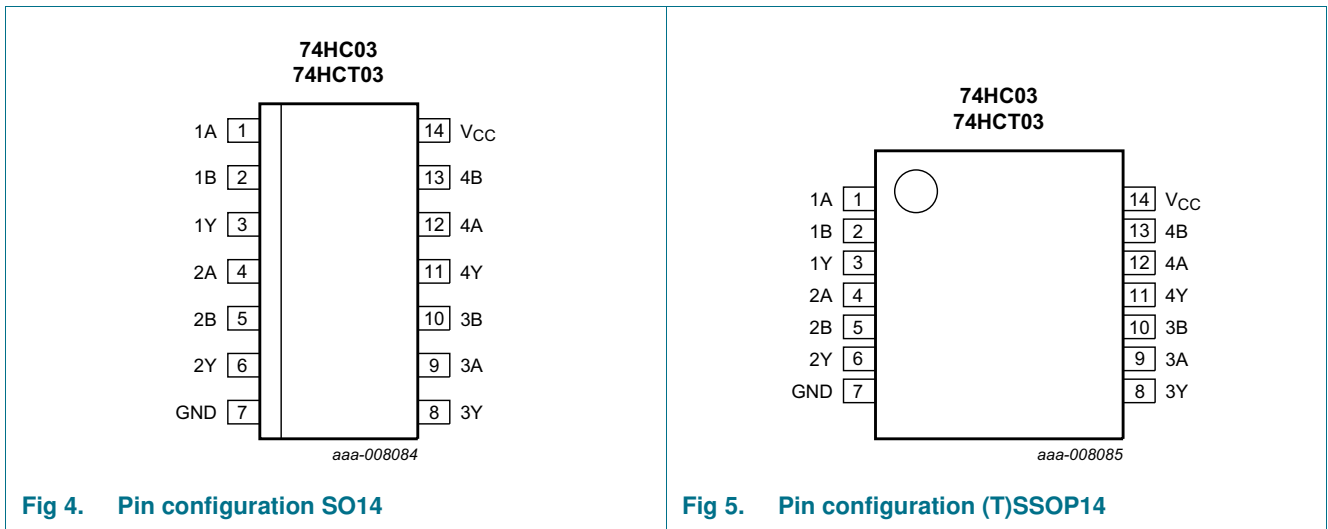 74HC03
74HCT03
1A 1 14 VCC
1B 2 13 4B
1Y 3 12 4A
2A 4 11 4Y
2B 5 10 3B
2Y 6 9 3A
GND 7 8 3Y
aaa-008084
Fig 4. Pin configuration SO14
74HC03
74HCT03
1A 1 14 VCC
1B 2 13 4B
1Y 3 12 4A
2A 4 11 4Y
2B 5 10 3B
2Y 6 9 3A
GND 7 8 3Y
aaa-008085
Fig 5. Pin configuration (T)SSOP14